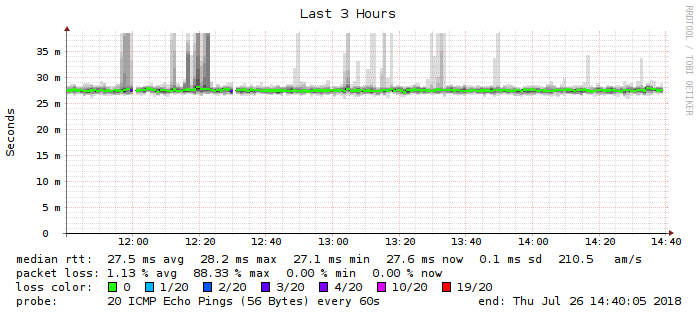 Last 3 Hours
RRDTOOL / TOBI OETIKER
Seconds
35 m
30 m
25 m
20 m
15 m
10 m
5 m
0
12:00 12:20 12:40 13:00 13:20 13:40 14:00 14:20 14:40
median rtt: 27.5 ms avg 28.2 ms max 27.1 ms min 27.6 ms now 0.1 ms sd 210.5 am/s
packet loss: 1.13 % avg 88.33 % max 0.00 % min 0.00 % now
loss color: 0 1/20 2/20 3/20 4/20 10/20 19/20
probe: 20 ICMP Echo Pings (56 Bytes) every 60s end: Thu Jul 26 14:40:05 2018